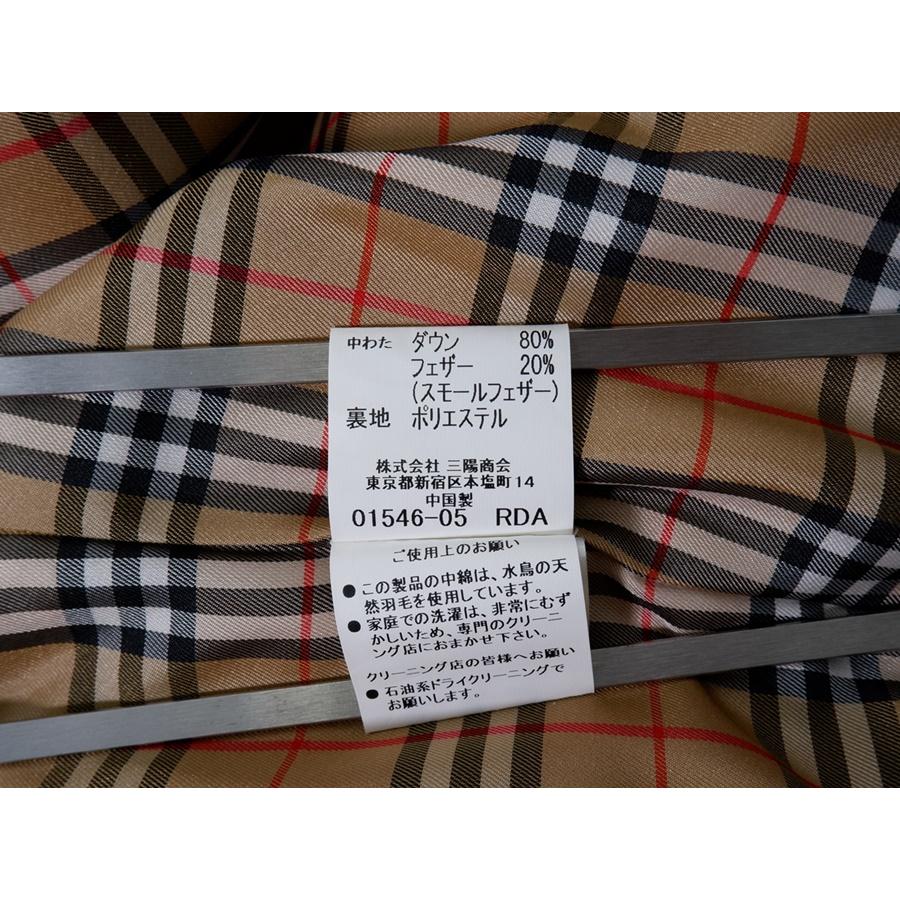 中わた ダウン 80%
フェザー 20%
(スモールフェザー)
裏地 ポリエステル
株式会社 三陽商会
東京都新宿区本塩町14
中国製
01546-05 RDA
ご使用上のお願い
●この製品の中綿は、水鳥の天
然羽毛を使用しています。
●家庭での洗濯は、非常にむず
かしいため、専門のクリーニ
ング店におまかせ下さい。
クリーニング店の皆様へお願い
●石油系ドライクリーニングで
お願いします。